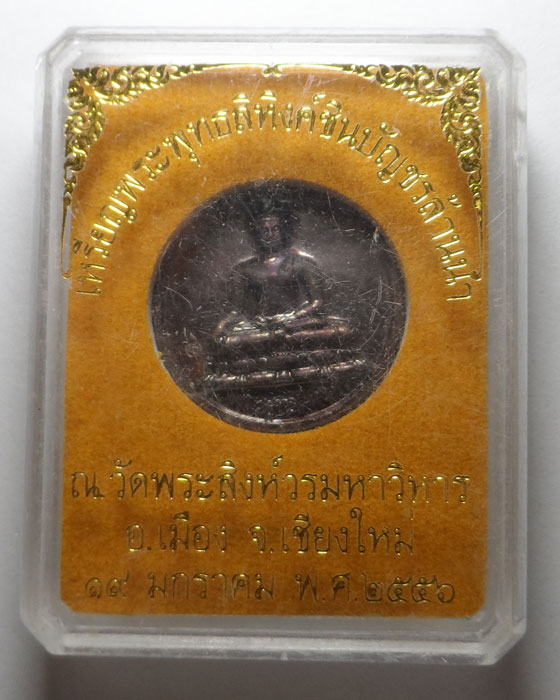 เหรียญพระพุทธสิหิงค์ชินบัญชรล้านนา
ณ.วัดพระสิงห์วรมหาวิหาร
อ.เมือง จ.เชียงใหม่
๑๙ มกราคม พ.ศ.๒๕๕๖